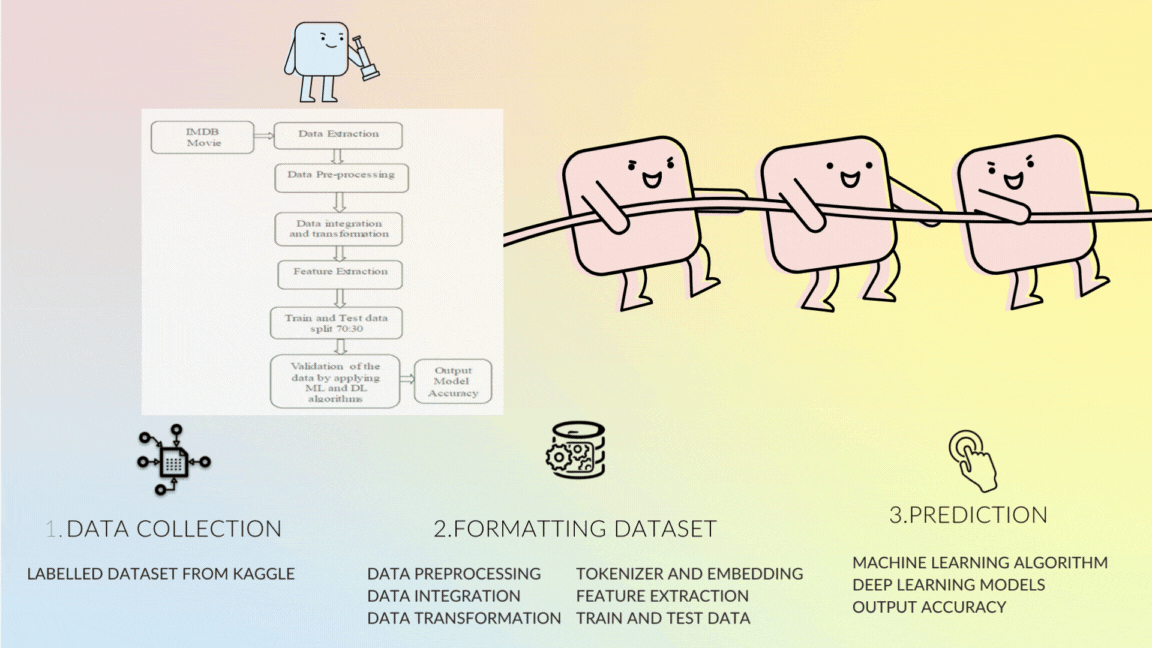 IMDB
Movie
Data Extraction
Data Pre-processing
Data integration
and transformation
Feature Extraction
Train and Test data
split 70:30
Validation of the
data by applying
ML and DL
algorithms
Output
Model
Accuracy
1.DATA COLLECTION
LABELLED DATASET FROM KAGGLE
2.FORMATTING DATASET
DATA PREPROCESSING
DATA INTEGRATION
DATA TRANSFORMATION
TOKENIZER AND EMBEDDING
FEATURE EXTRACTION
TRAIN AND TEST DATA
3.PREDICTION
MACHINE LEARNING ALGORITHM
DEEP LEARNING MODELS
OUTPUT ACCURACY